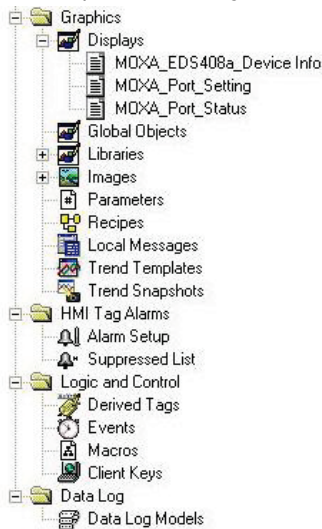 Graphics
Displays
MOXA_EDS408a_Device Info
MOXA_Port_Setting
MOXA_Port_Status
Global Objects
Libraries
Images
Parameters
Recipes
Local Messages
Trend Templates
Trend Snapshots
HMI Tag Alarms
Alarm Setup
Suppressed List
Logic and Control
Derived Tags
Events
Macros
Client Keys
Data Log
Data Log Models